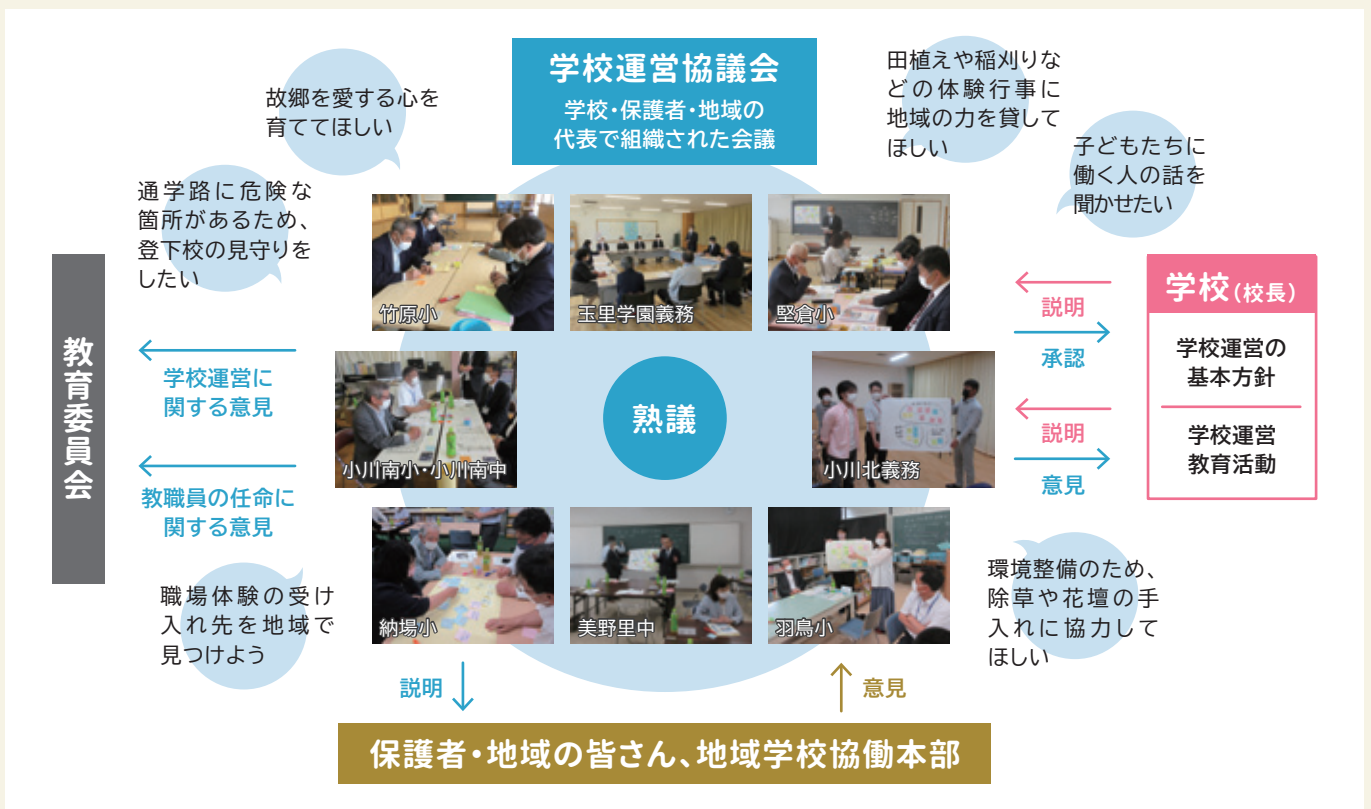 学校運営協議会
学校・保護者・地域の
代表で組織された会議
故郷を愛する心を
育ててほしい
田植えや稲刈りな
どの体験行事に
地域の力を貸して
ほしい
子どもたちに
働く人の話を
聞かせたい
通学路に危険な
箇所があるため、
登下校の見守りを
したい
竹原小
玉里学園義務
堅倉小
教育委員会
学校運営に
関する意見
教職員の任命に
関する意見
小川南小・小川南中
熟議
小川北義務
説明
承認
説明
意見
学校(校長)
学校運営の
基本方針
学校運営
教育活動
職場体験の受け
入れ先を地域で
見つけよう
納場小
美野里中
羽鳥小
環境整備のため、
除草や花壇の手
入れに協力して
ほしい
説明
意見
保護者・地域の皆さん、地域学校協働本部